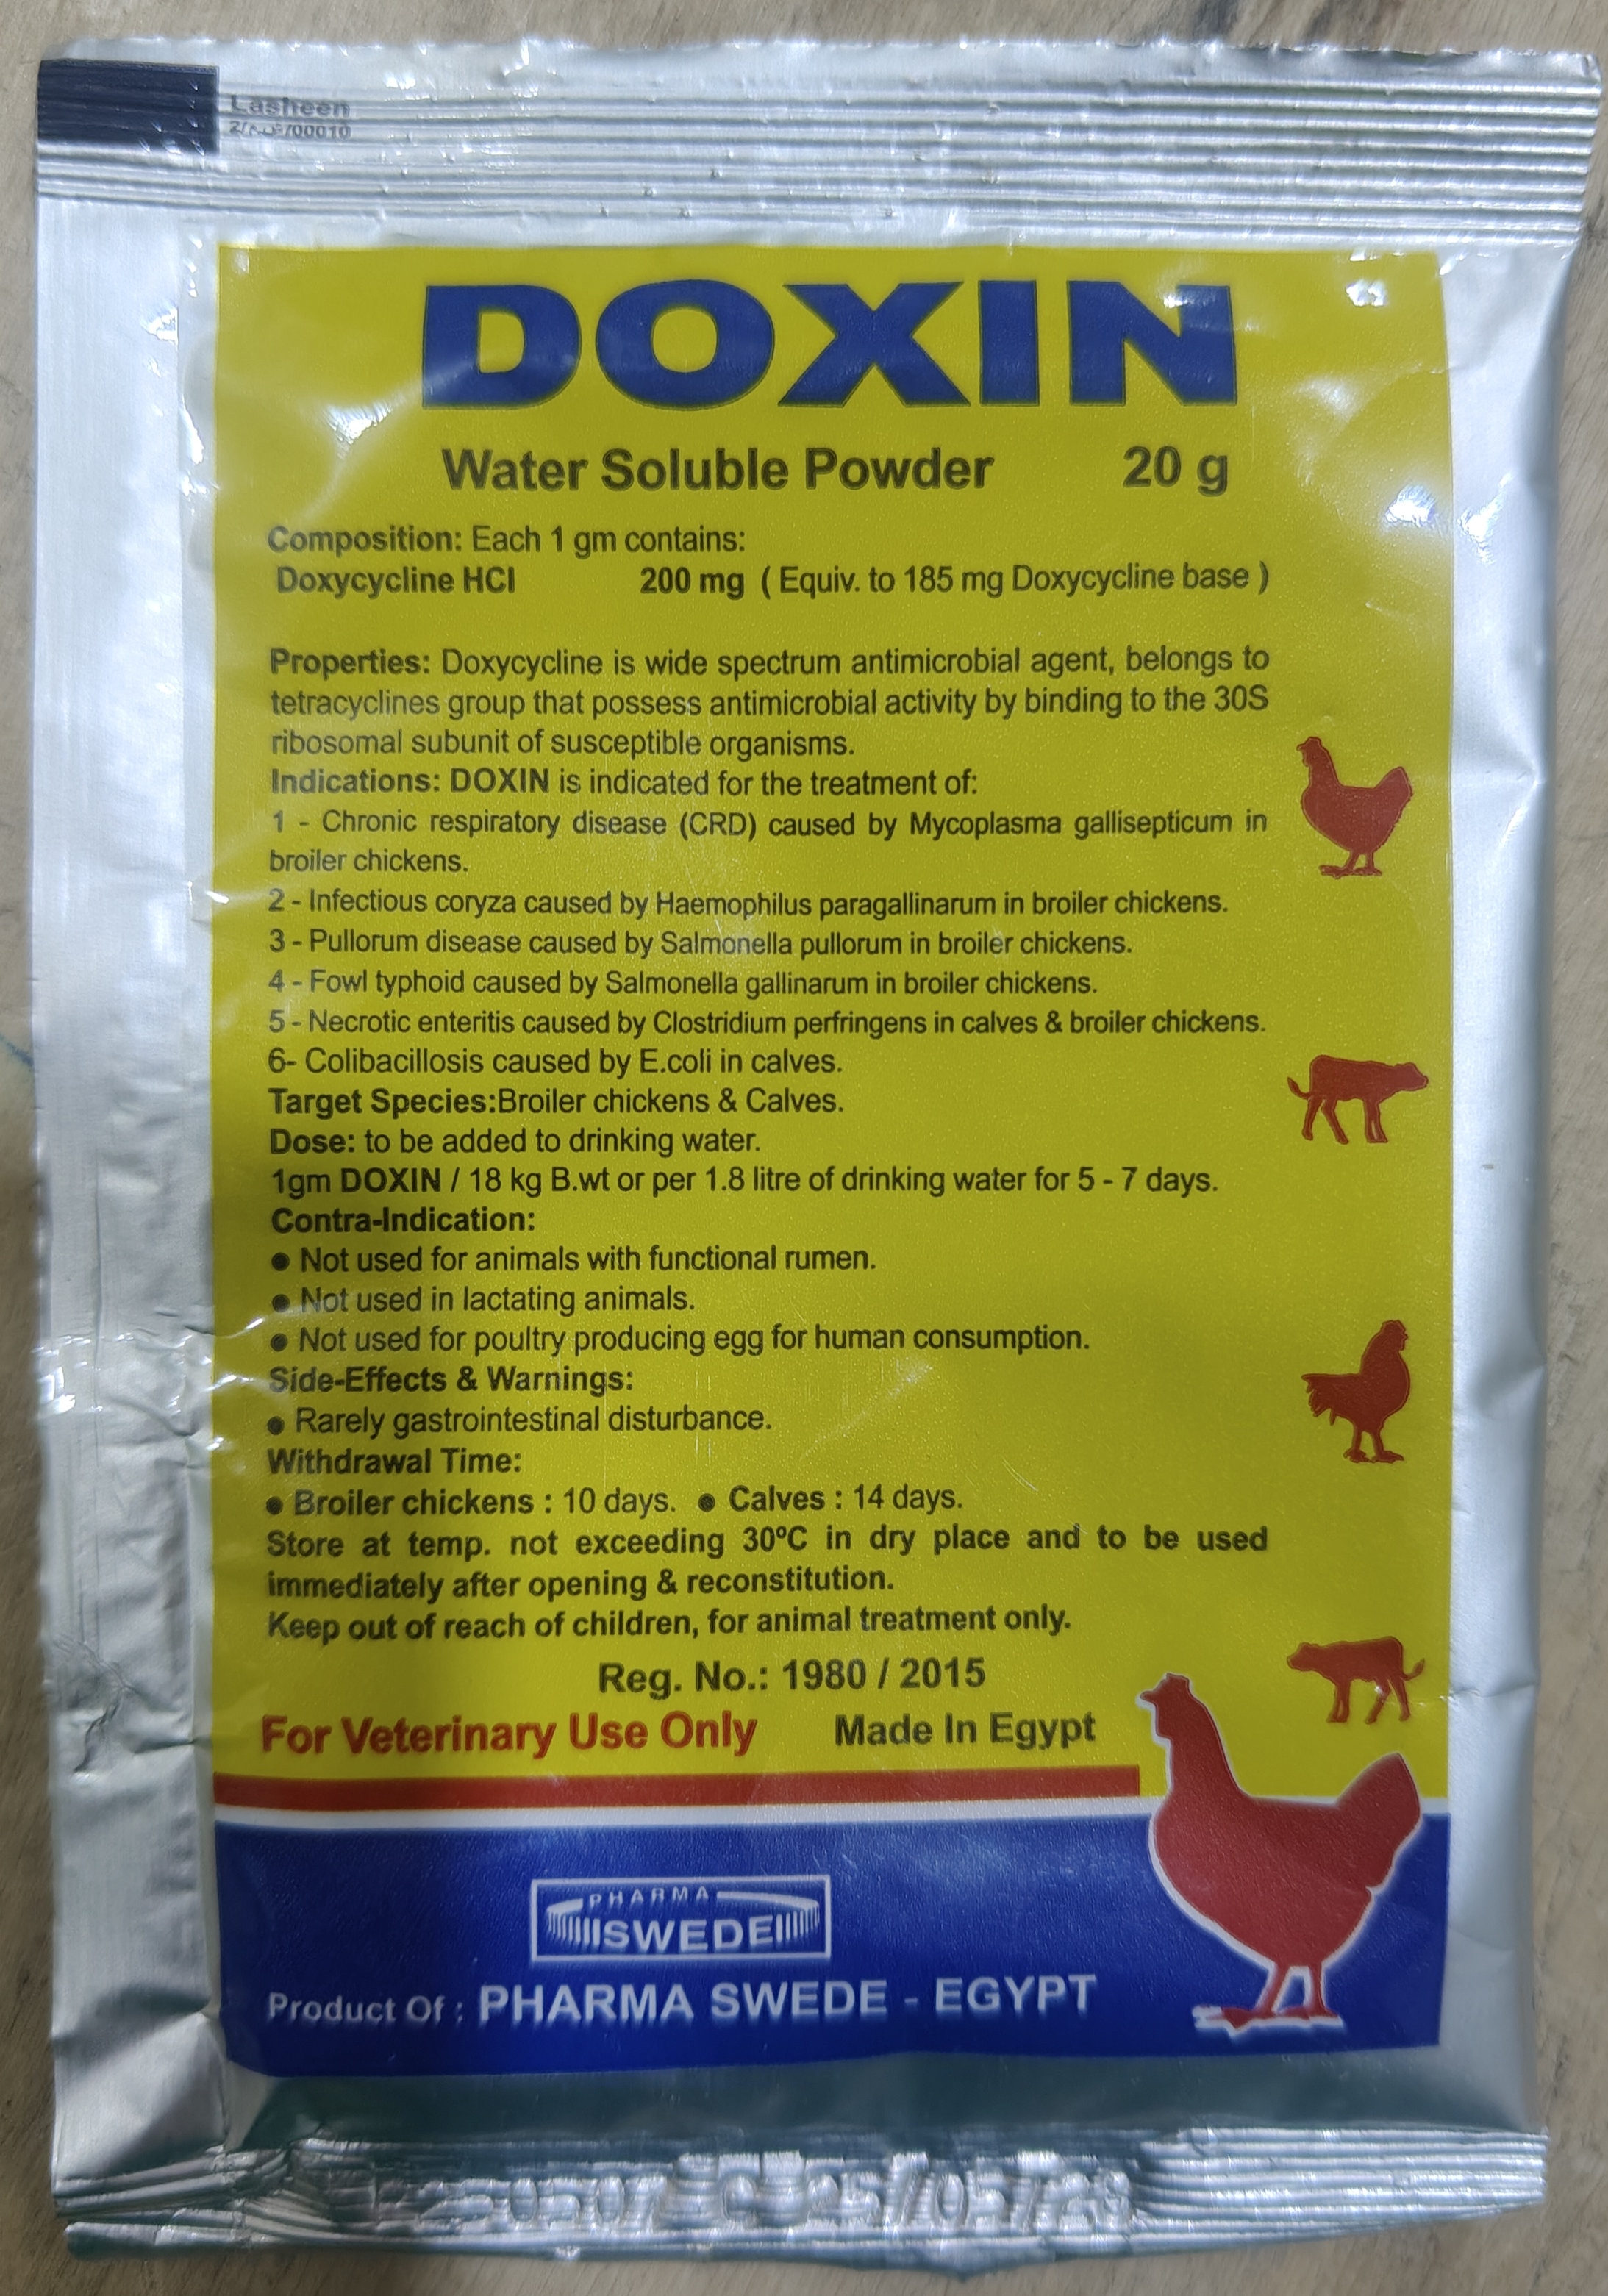 Lasheen
DOXIN
Water Soluble Powder 20 g
Composition: Each 1 gm contains:
Doxycycline HCl 200 mg ( Equiv. to 185 mg Doxycycline base )
Properties: Doxycycline is wide spectrum antimicrobial agent, belongs to
tetracyclines group that possess antimicrobial activity by binding to the 30S
ribosomal subunit of susceptible organisms.
Indications: DOXIN is indicated for the treatment of:
1 - Chronic respiratory disease (CRD) caused by Mycoplasma gallisepticum in
broiler chickens.
2 - Infectious coryza caused by Haemophilus paragallinarum in broiler chickens.
3 - Pullorum disease caused by Salmonella pullorum in broiler chickens.
4 - Fowl typhoid caused by Salmonella gallinarum in broiler chickens.
5 - Necrotic enteritis caused by Clostridium perfringens in calves & broiler chickens.
6- Colibacillosis caused by E.coli in calves.
Target Species:Broiler chickens & Calves.
Dose: to be added to drinking water.
1gm DOXIN / 18 kg B.wt or per 1.8 litre of drinking water for 5 - 7 days.
Contra-Indication:
● Not used for animals with functional rumen.
● Not used in lactating animals.
● Not used for poultry producing egg for human consumption.
Side-Effects & Warnings:
● Rarely gastrointestinal disturbance.
Withdrawal Time:
● Broiler chickens : 10 days. ● Calves : 14 days.
Store at temp. not exceeding 30ºC in dry place and to be used
immediately after opening & reconstitution.
Keep out of reach of children, for animal treatment only.
Reg. No.: 1980 / 2015
For Veterinary Use Only Made In Egypt
PHARMA
SWEDE
Product Of : PHARMA SWEDE - EGYPT